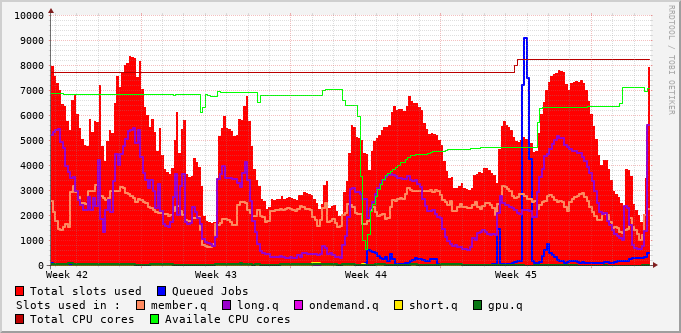 10000
9000
8000
7000
6000
5000
4000
3000
2000
1000
0
Week 42 Week 43 Week 44 Week 45
RRDTOOL / TOBI OETIKER
Total slots used Queued Jobs
Slots used in : member.q long.q ondemand.q short.q gpu.q
Total CPU cores Availale CPU cores